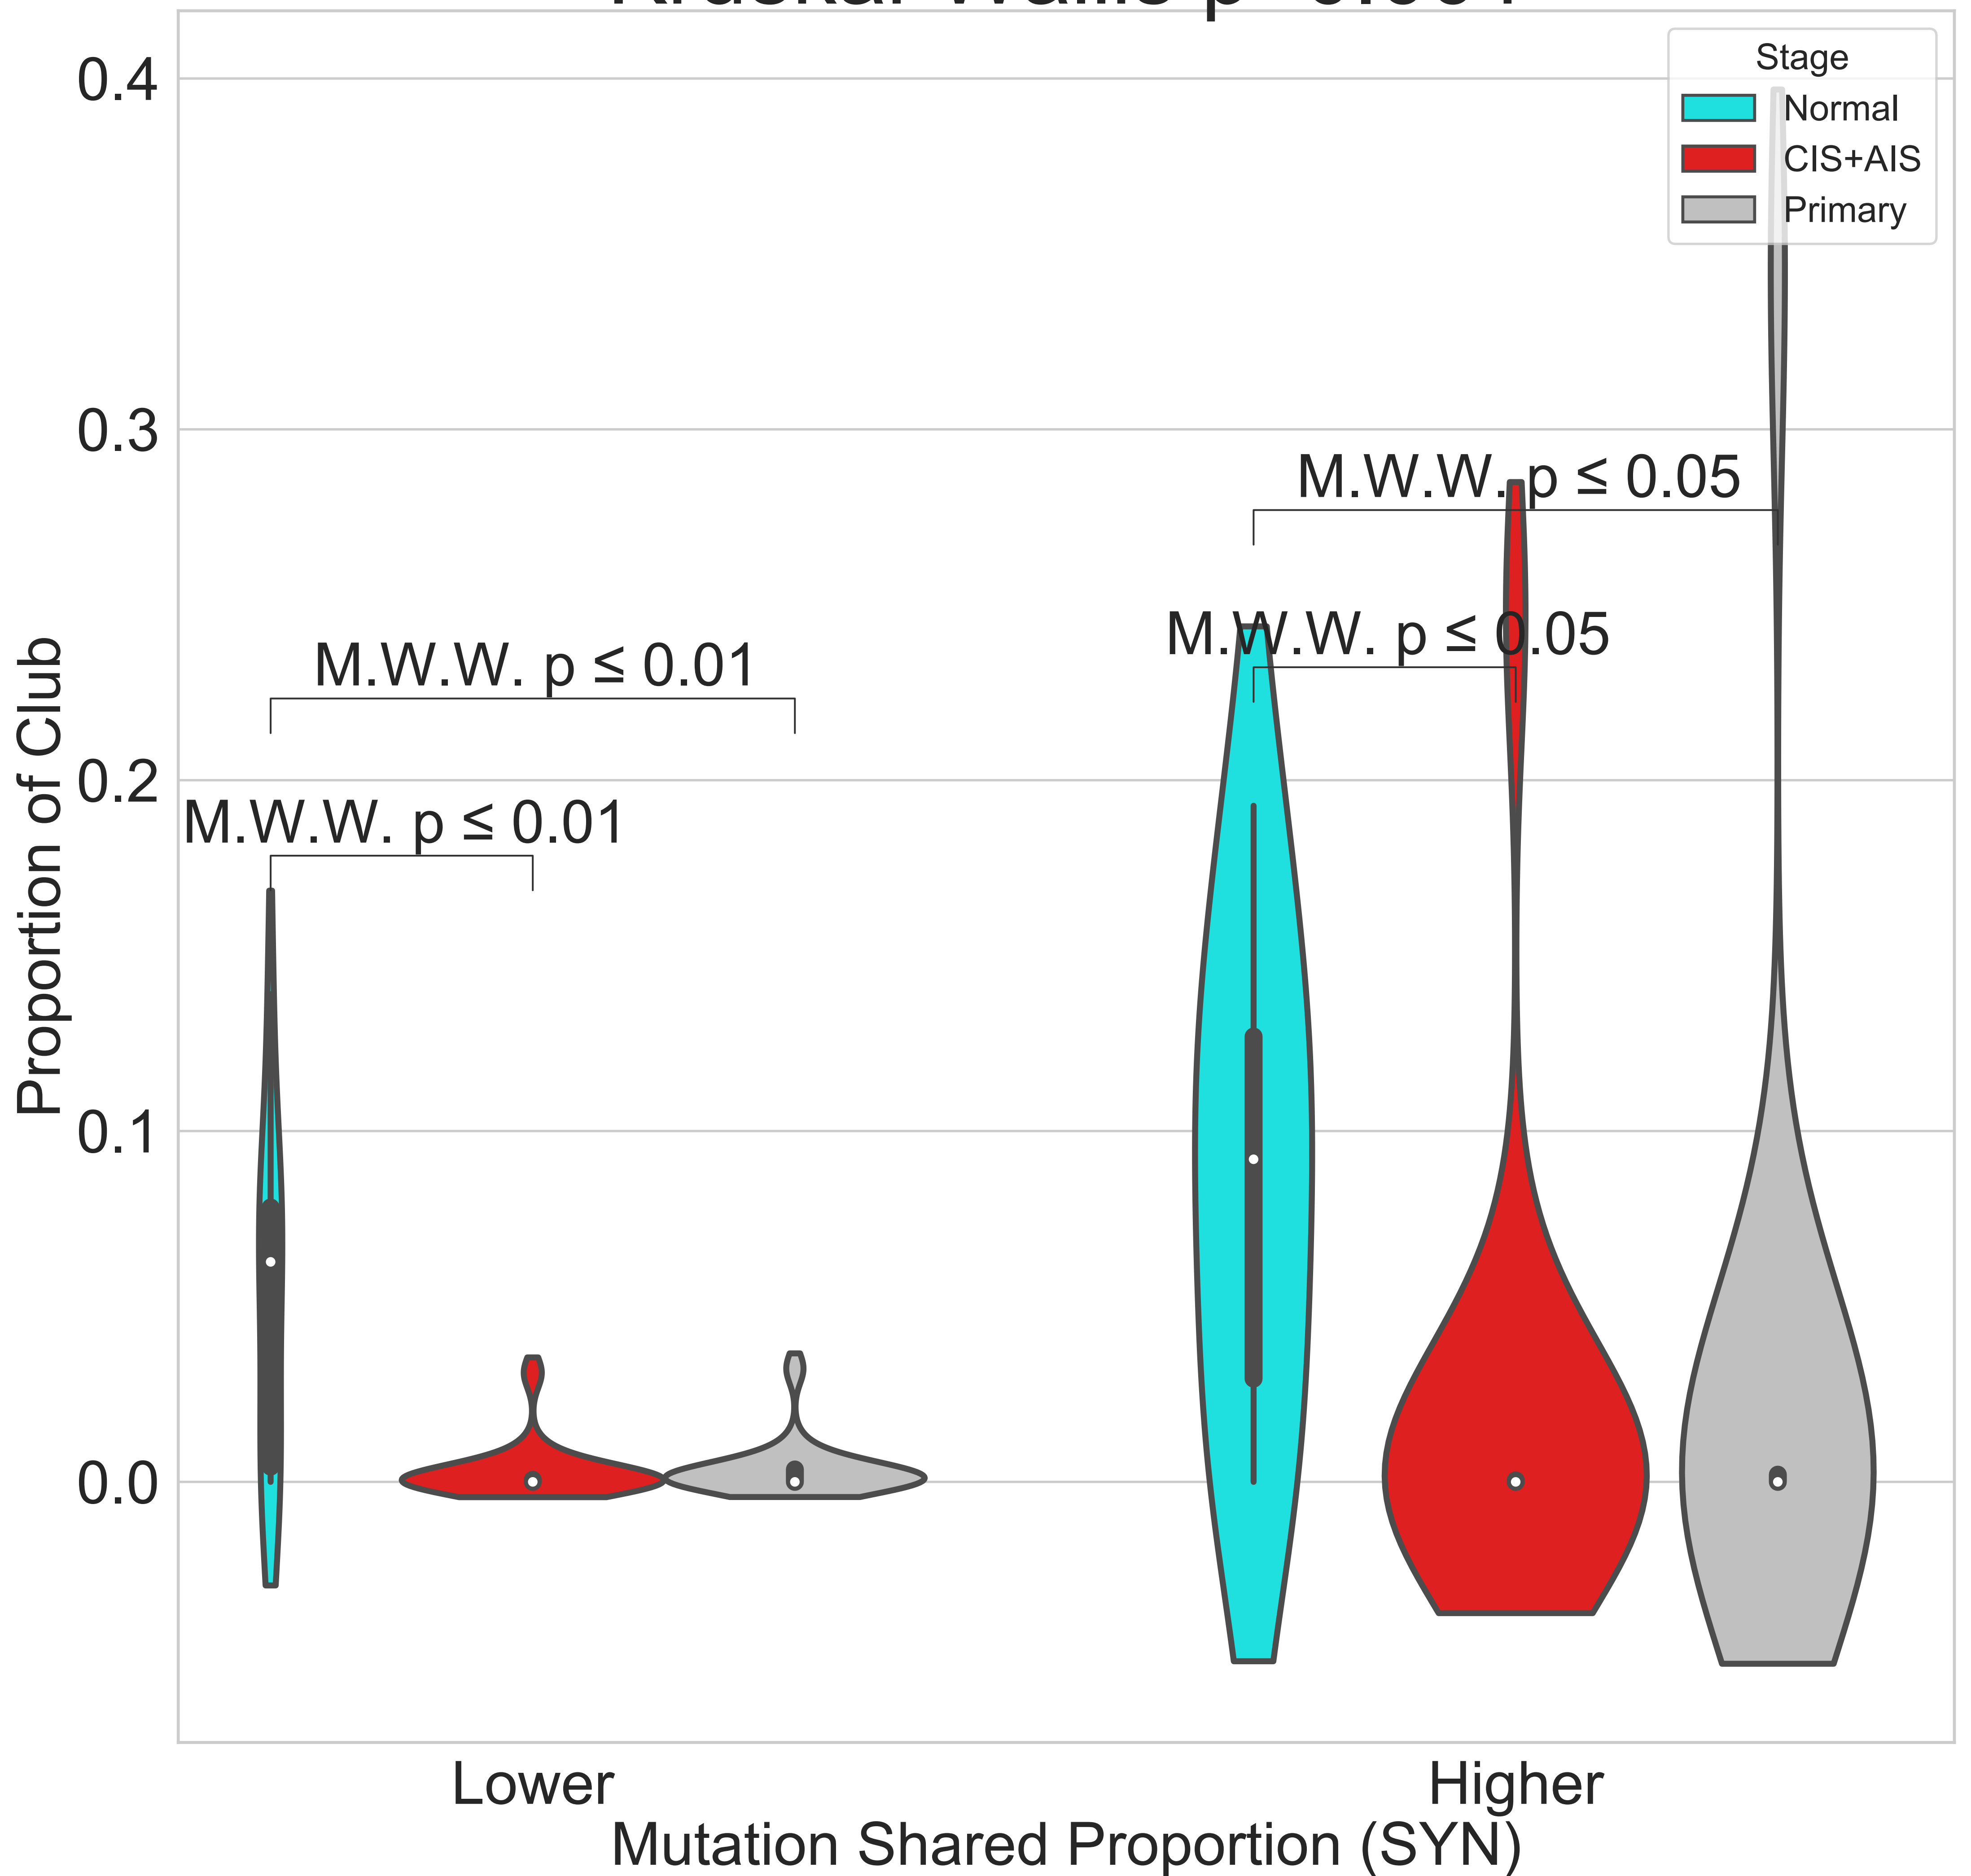 0.4
0.3
0.2
0.1
0.0
Proportion of Club
Stage
Normal
CIS+AIS
Primary
M.W.W. p ≤ 0.05
M.W.W. p ≤ 0.05
M.W.W. p ≤ 0.01
M.W.W. p ≤ 0.01
Lower
Higher
Mutation Shared Proportion (SYN)